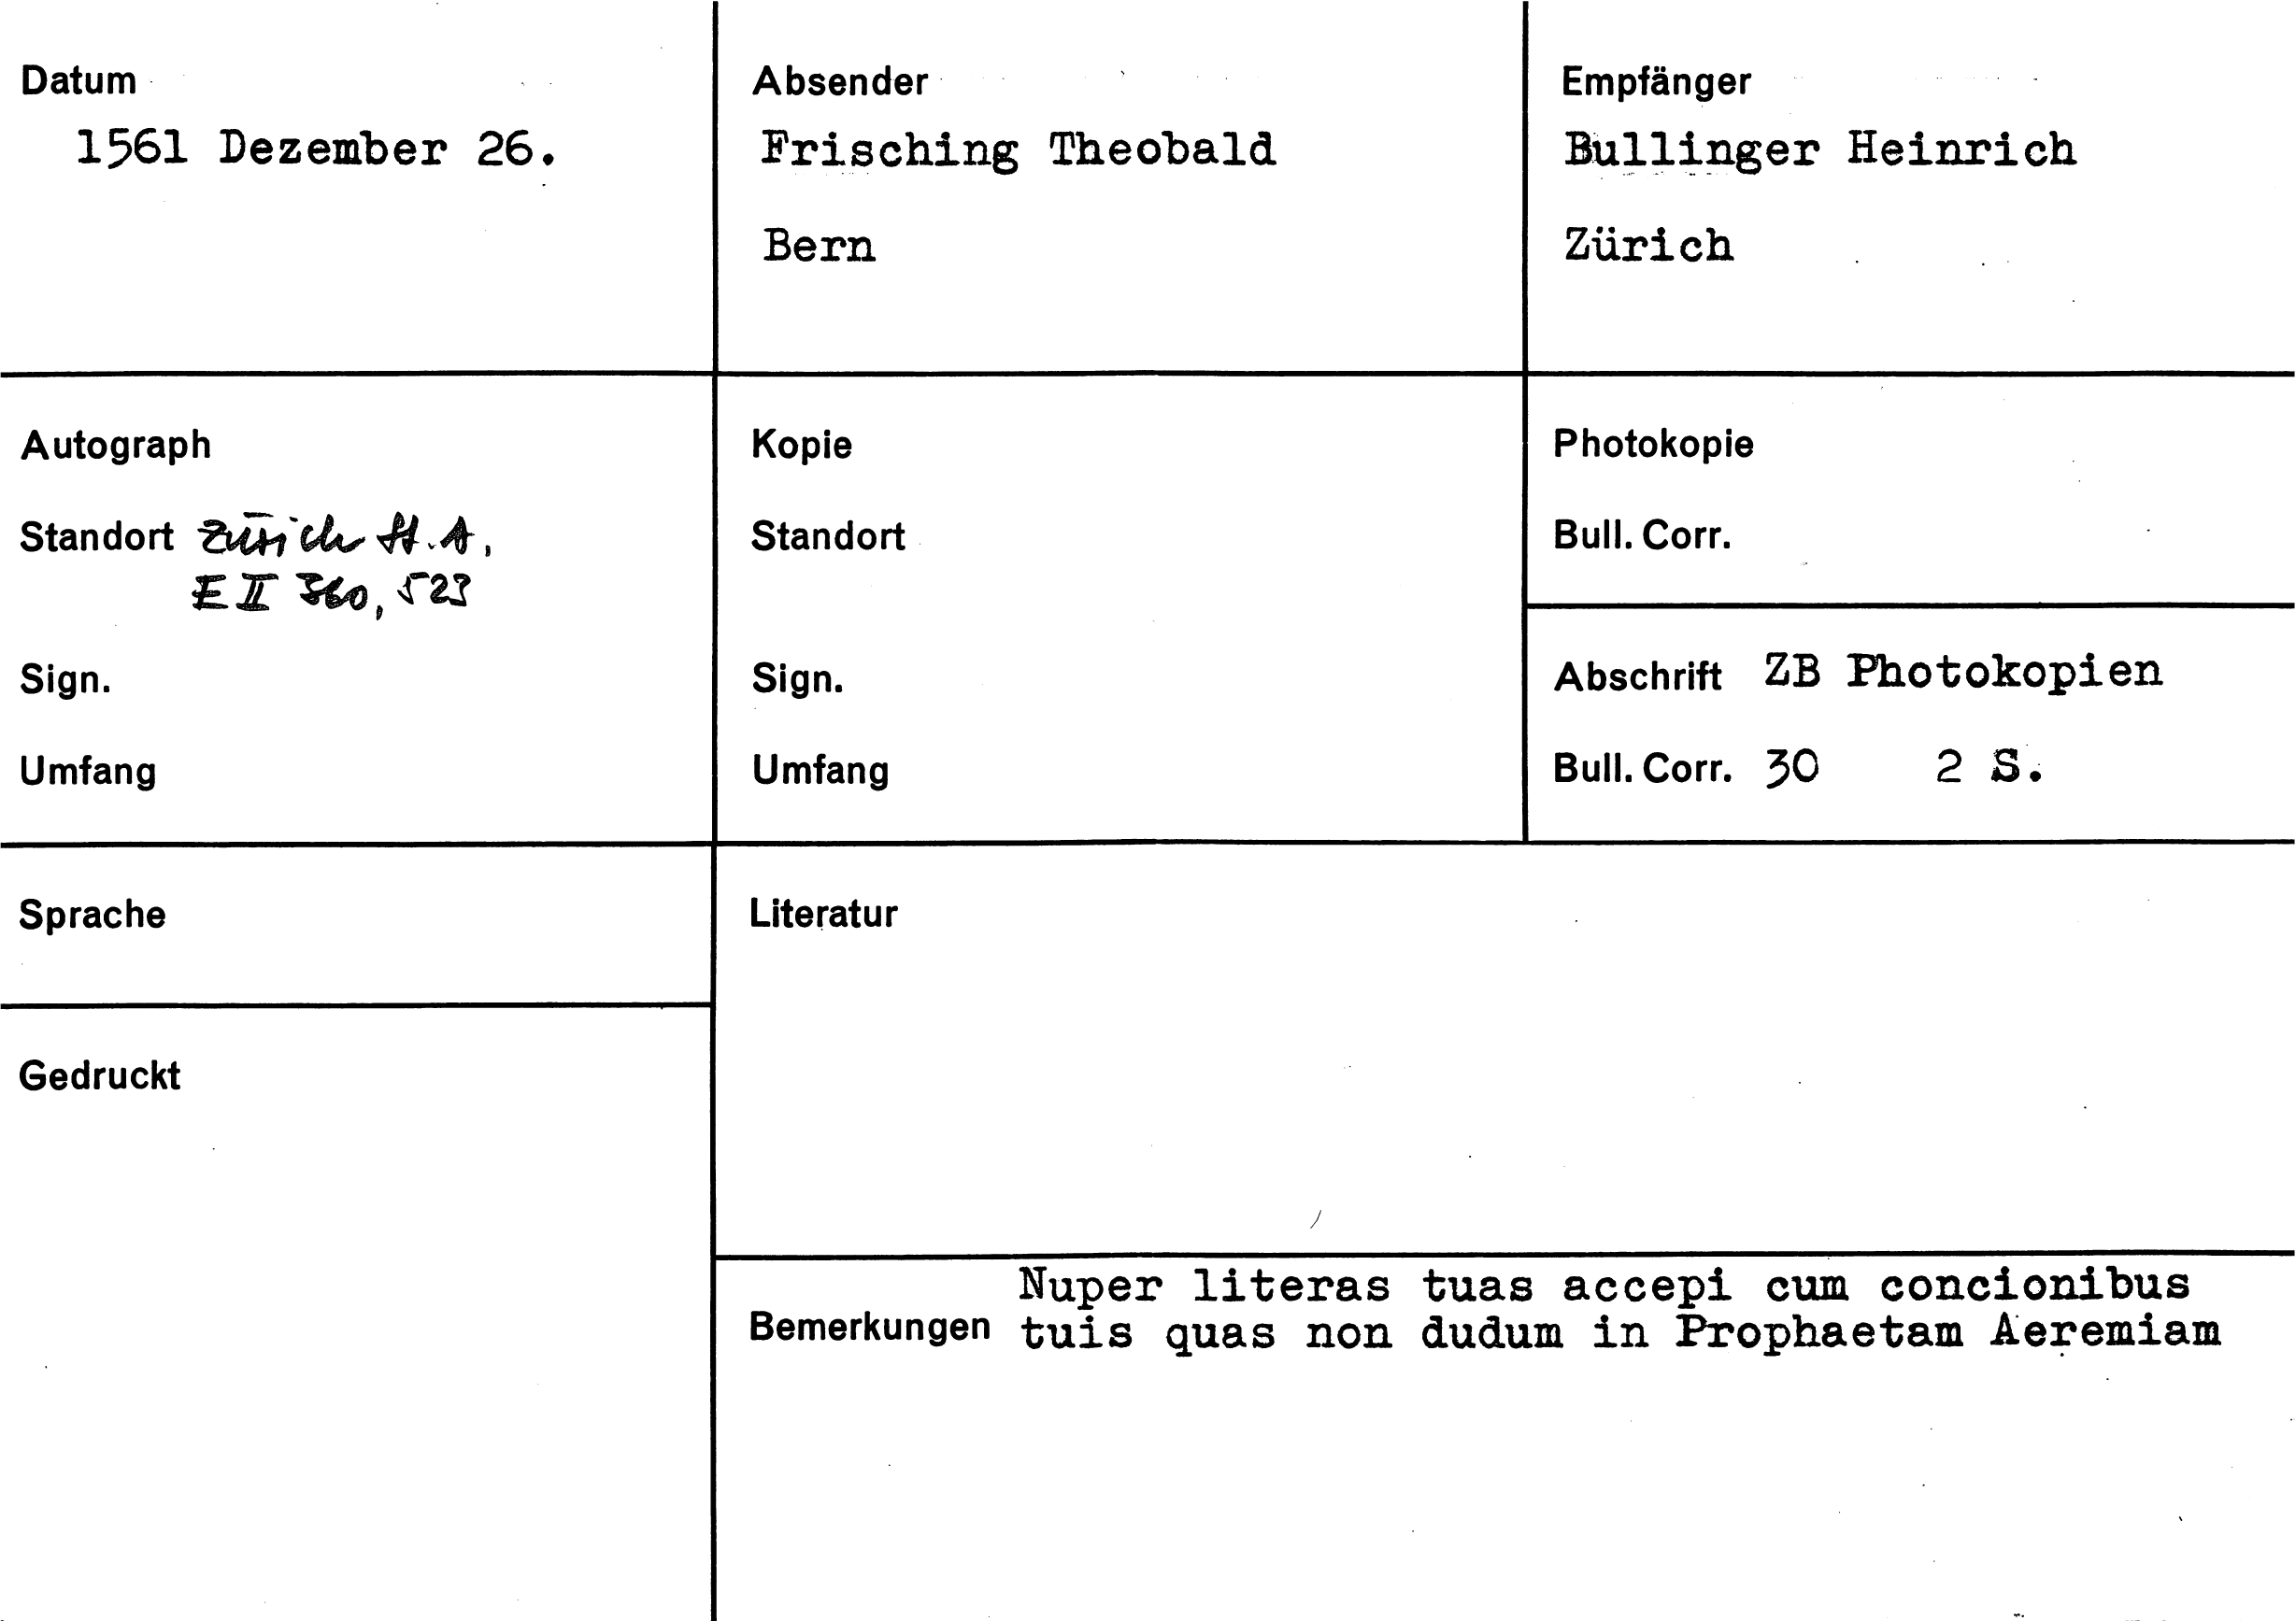 Datum
1561 Dezember 26.
Absender
Frisching Theobald
Bern
Empfänger
Bullinger Heinrich
Zürich
Autograph
Standort Zürich St.A,
E II 360, 523
Sign.
Umfang
Kopie
Standort
Sign.
Umfang
Photokopie
Bull. Corr.
Abschrift ZB Photokopien
Bull. Corr. 30 2 S.
Sprache
Gedruckt
Literatur
Bemerkungen
Nuper literas tuas accepi cum concionibus
tuis quas non dudum in Prophaetam Aeremiam